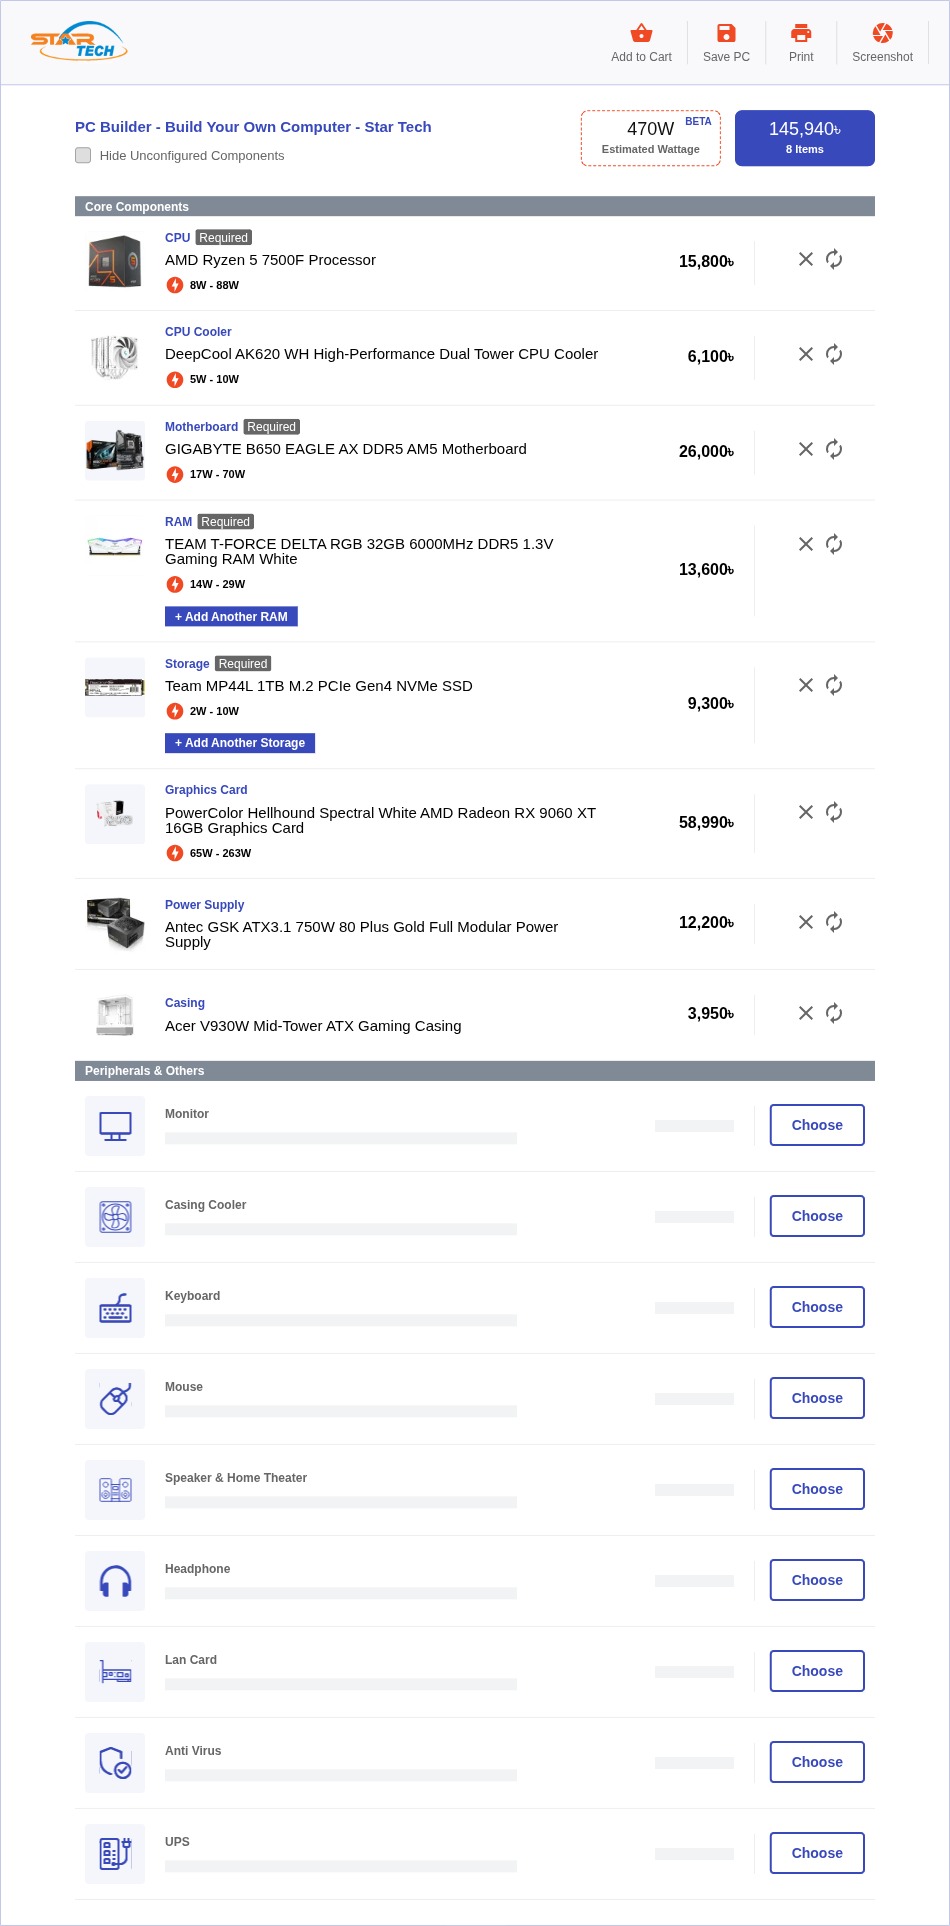 STAR
TECH
Add to Cart
Save PC
Print
Screenshot
PC Builder - Build Your Own Computer - Star Tech
Hide Unconfigured Components
470W
BETA
Estimated Wattage
145,940৳
8 Items
Core Components
CPU Required
AMD Ryzen 5 7500F Processor
8W - 88W
15,800৳
CPU Cooler
DeepCool AK620 WH High-Performance Dual Tower CPU Cooler
5W - 10W
6,100৳
Motherboard Required
GIGABYTE B650 EAGLE AX DDR5 AM5 Motherboard
17W - 70W
26,000৳
RAM Required
TEAM T-FORCE DELTA RGB 32GB 6000MHz DDR5 1.3V
Gaming RAM White
14W - 29W
+ Add Another RAM
13,600৳
Storage Required
Team MP44L 1TB M.2 PCIe Gen4 NVMe SSD
2W - 10W
+ Add Another Storage
9,300৳
Graphics Card
PowerColor Hellhound Spectral White AMD Radeon RX 9060 XT
16GB Graphics Card
65W - 263W
58,990৳
Power Supply
Antec GSK ATX3.1 750W 80 Plus Gold Full Modular Power
Supply
12,200৳
Casing
Acer V930W Mid-Tower ATX Gaming Casing
3,950৳
Peripherals & Others
Monitor
Choose
Casing Cooler
Choose
Keyboard
Choose
Mouse
Choose
Speaker & Home Theater
Choose
Headphone
Choose
Lan Card
Choose
Anti Virus
Choose
UPS
Choose